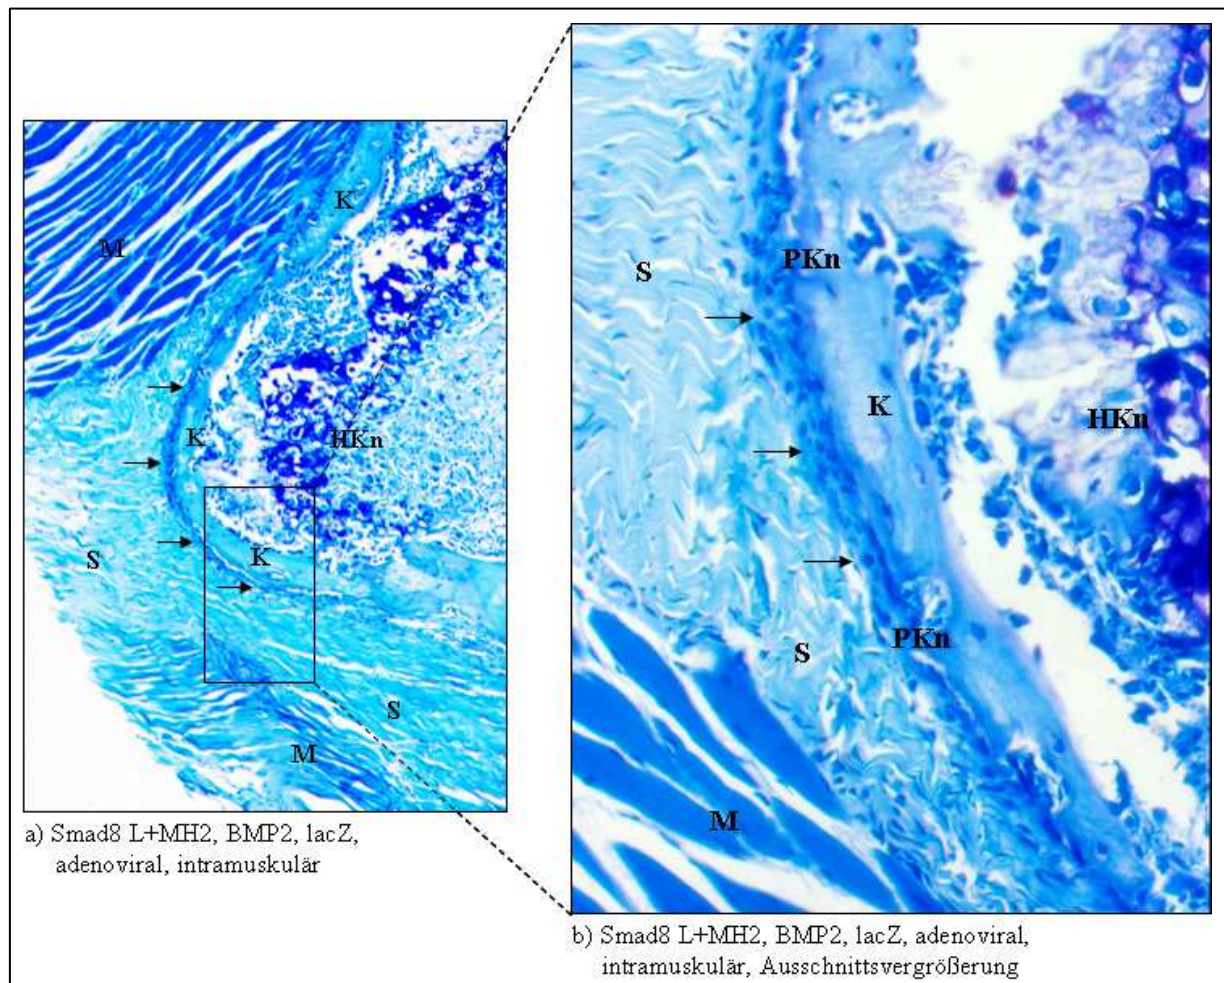 K
M
K
HKn
S
K
S
M
a) Smad8 L+MH2, BMP2, lacZ,
adenoviral, intramuskulär
PKn
S
K
HKn
PKn
S
M
b) Smad8 L+MH2, BMP2, lacZ, adenoviral,
intramuskulär, Ausschnittsvergrößerung